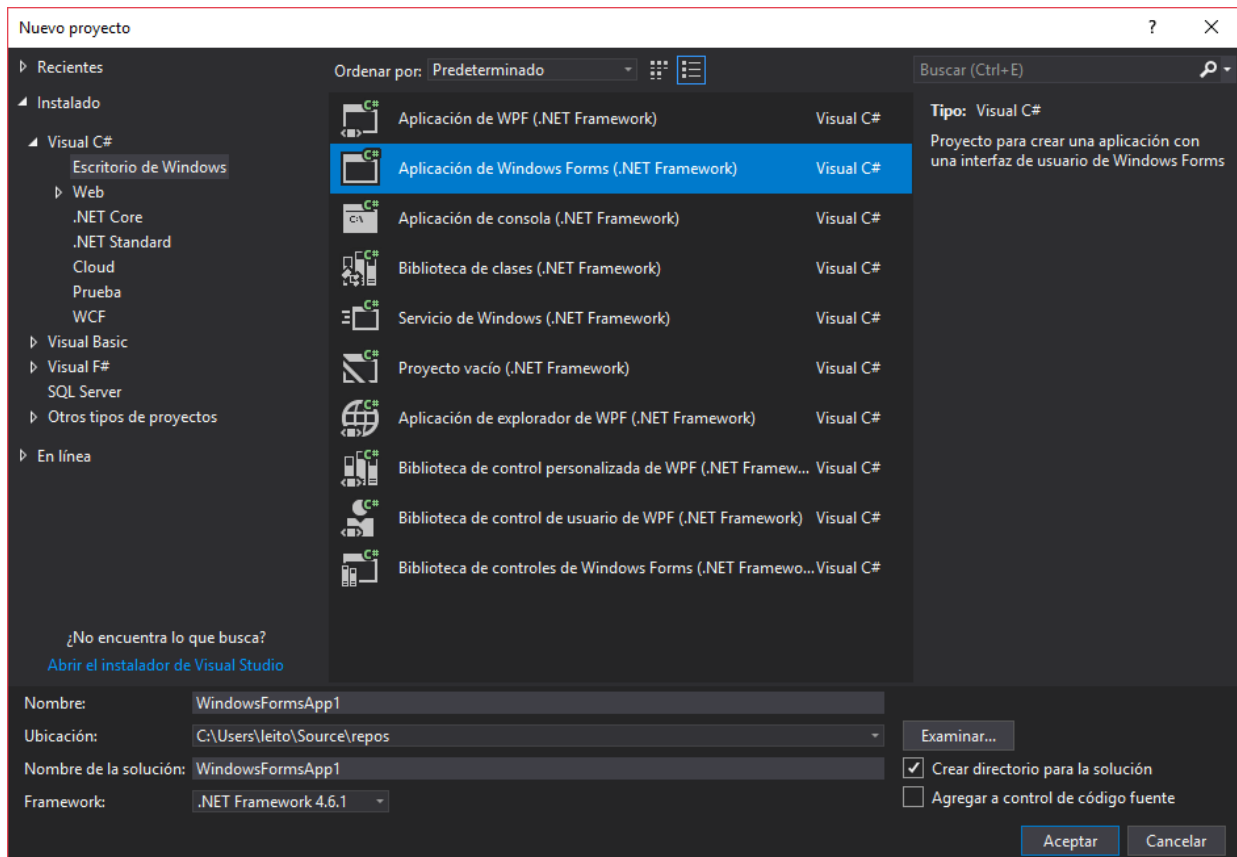 Nuevo proyecto
Recientes
Instalado
Visual C#
Escritorio de Windows
Web
.NET Core
.NET Standard
Cloud
Prueba
WCF
Visual Basic
Visual F#
SQL Server
Otros tipos de proyectos
En línea
¿No encuentra lo que busca?
Abrir el instalador de Visual Studio
Ordenar por: Predeterminado
Aplicación de WPF (.NET Framework) Visual C#
Aplicación de Windows Forms (.NET Framework) Visual C#
Aplicación de consola (.NET Framework) Visual C#
Biblioteca de clases (.NET Framework) Visual C#
Servicio de Windows (.NET Framework) Visual C#
Proyecto vacío (.NET Framework) Visual C#
Aplicación de explorador de WPF (.NET Framework) Visual C#
Biblioteca de control personalizada de WPF (.NET Framew... Visual C#
Biblioteca de control de usuario de WPF (.NET Framework) Visual C#
Biblioteca de controles de Windows Forms (.NET Framewo... Visual C#
Buscar (Ctrl+E)
Tipo: Visual C#
Proyecto para crear una aplicación con
una interfaz de usuario de Windows Forms
Nombre: WindowsFormsApp1
Ubicación: C:\Users\leito\Source\repos
Examinar...
Nombre de la solución: WindowsFormsApp1
Crear directorio para la solución
Framework: .NET Framework 4.6.1
Agregar a control de código fuente
Aceptar Cancelar